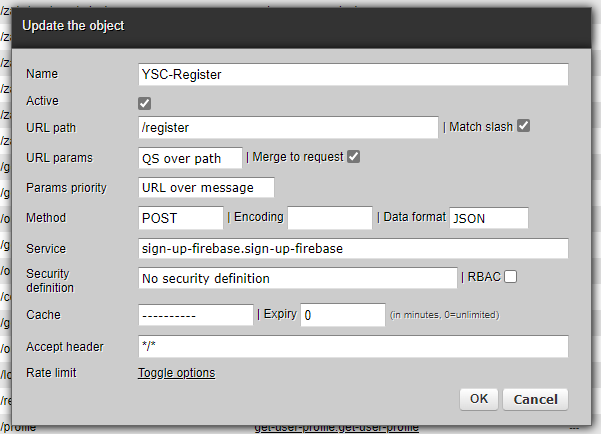 Update the object
Name YSC-Register
Active
URL path /register | Match slash
URL params QS over path | Merge to request
Params priority URL over message
Method POST | Encoding | Data format JSON
Service sign-up-firebase.sign-up-firebase
Security definition No security definition | RBAC
Cache ---------- | Expiry 0 (in minutes, 0=unlimited)
Accept header */*
Rate limit Toggle options
OK Cancel
/profile get-user-profile.get-user-profile ---